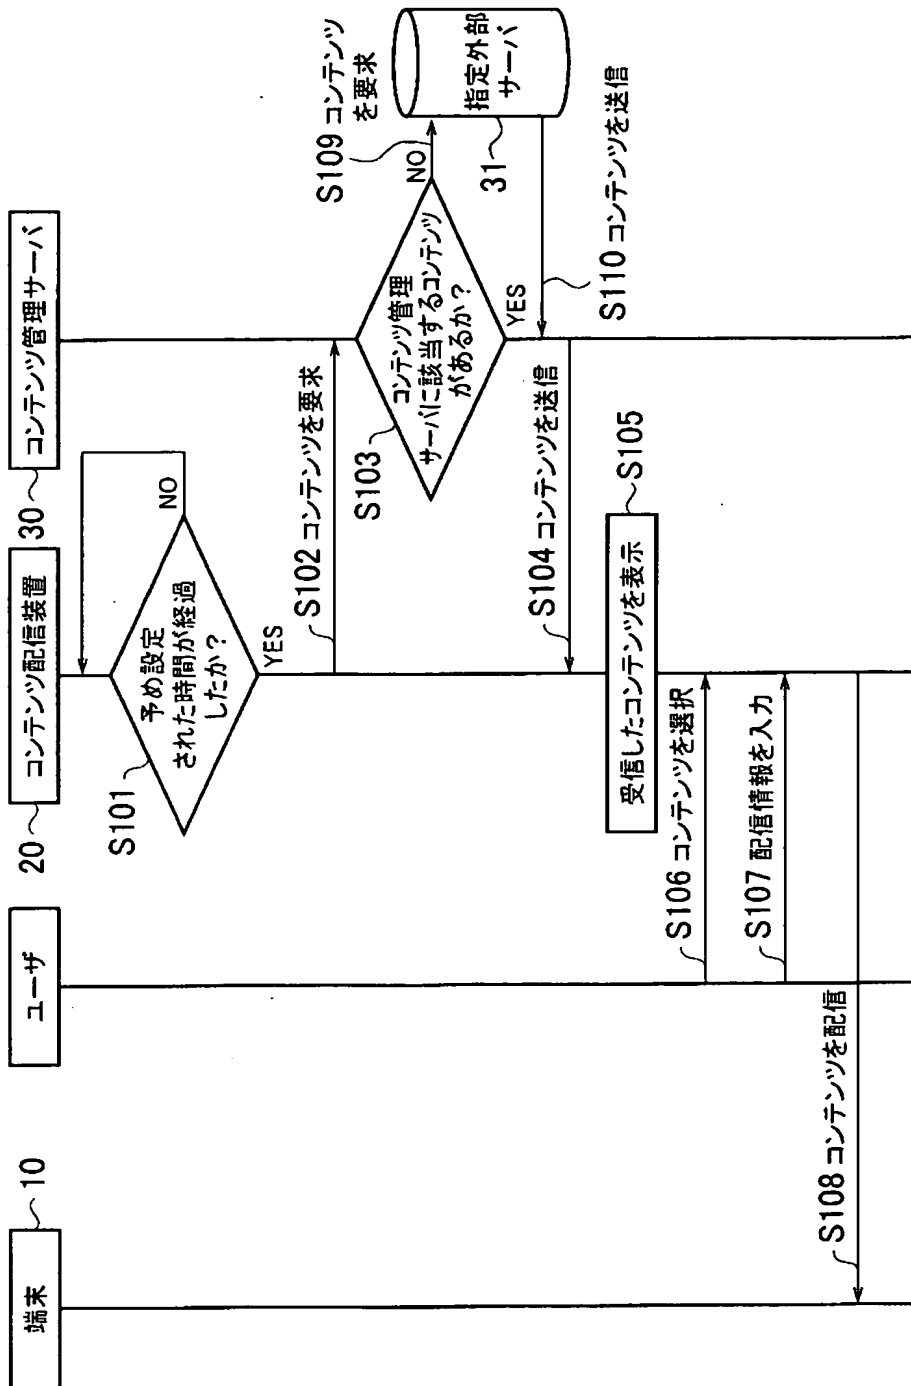 端末
10
ユーザ
コンテンツ配信装置
20
コンテンツ管理サーバ
30
予め設定
された時間が経過
したか？
S101
NO
YES
S102 コンテンツを要求
コンテンツ管理
サーバに該当するコンテンツ
があるか？
S103
NO
YES
S109 コンテンツ
を要求
指定外部
サーバ
31
S110 コンテンツを送信
S104 コンテンツを送信
受信したコンテンツを表示
S105
S106 コンテンツを選択
S107 配信情報を入力
S108 コンテンツを配信